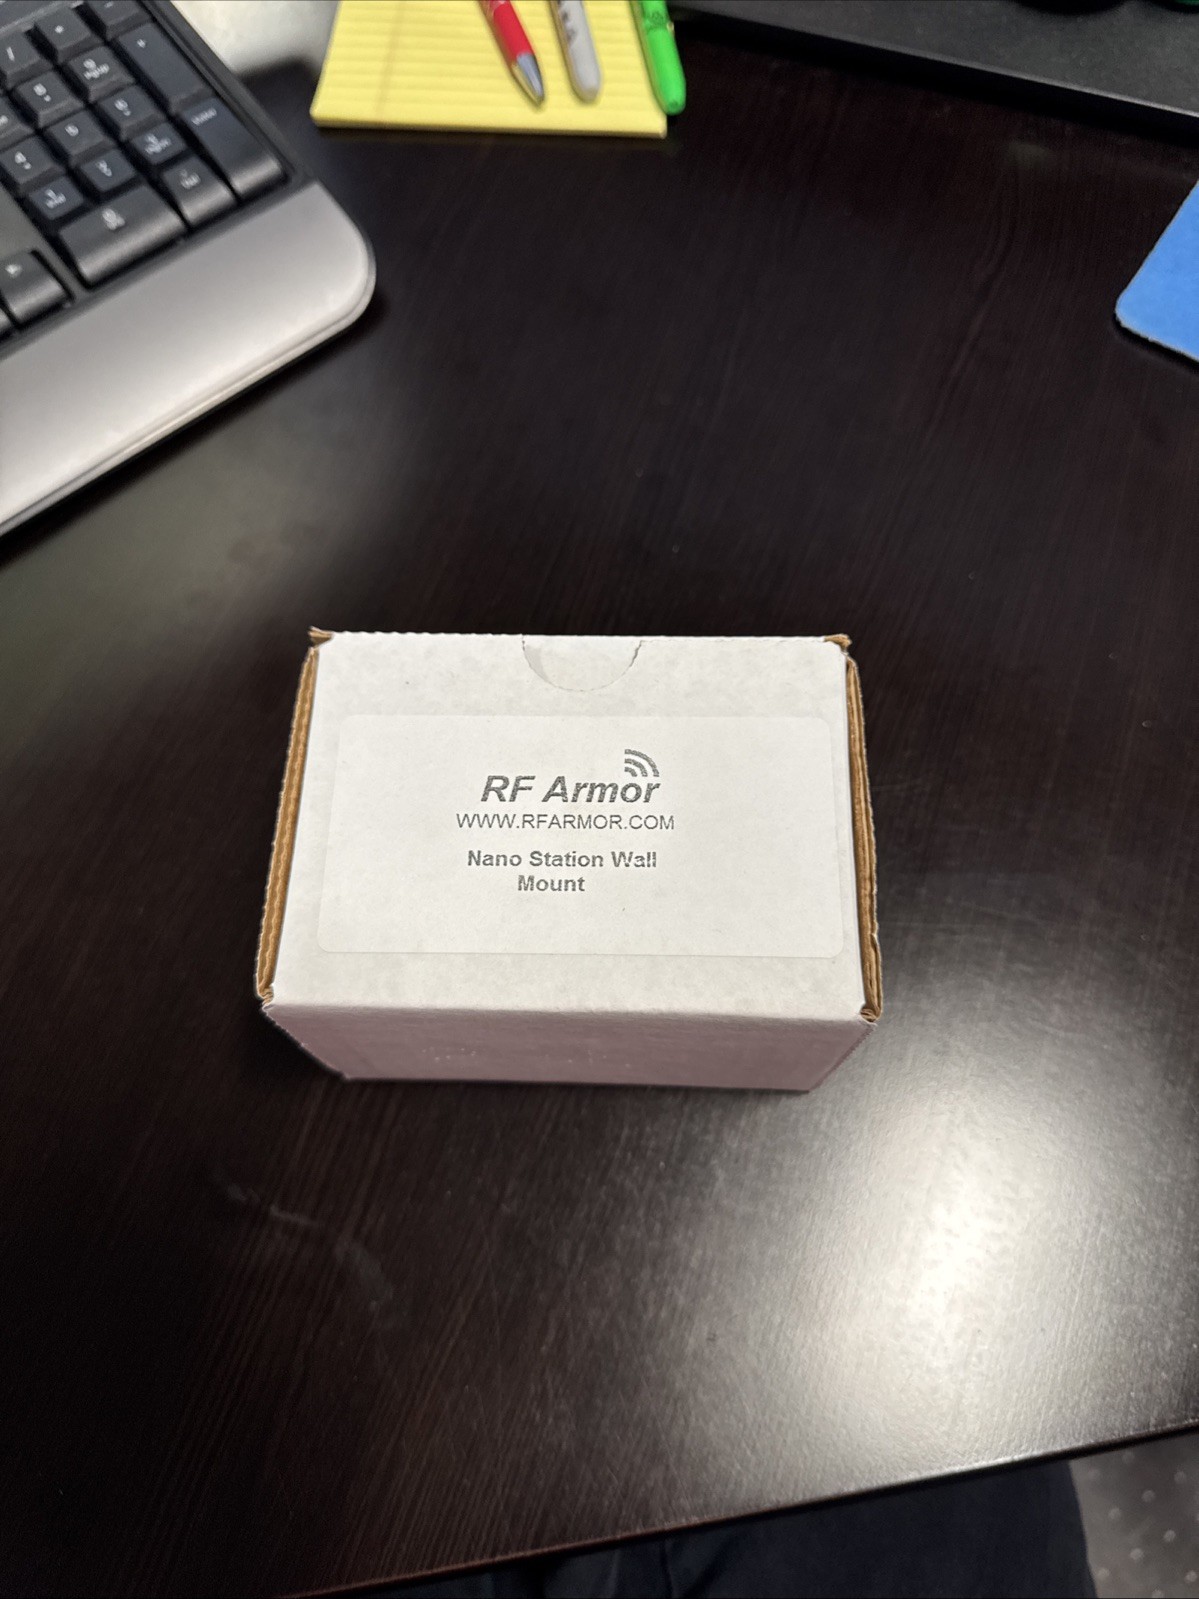 RF Armor
WWW.RFARMOR.COM
Nano Station Wall
Mount